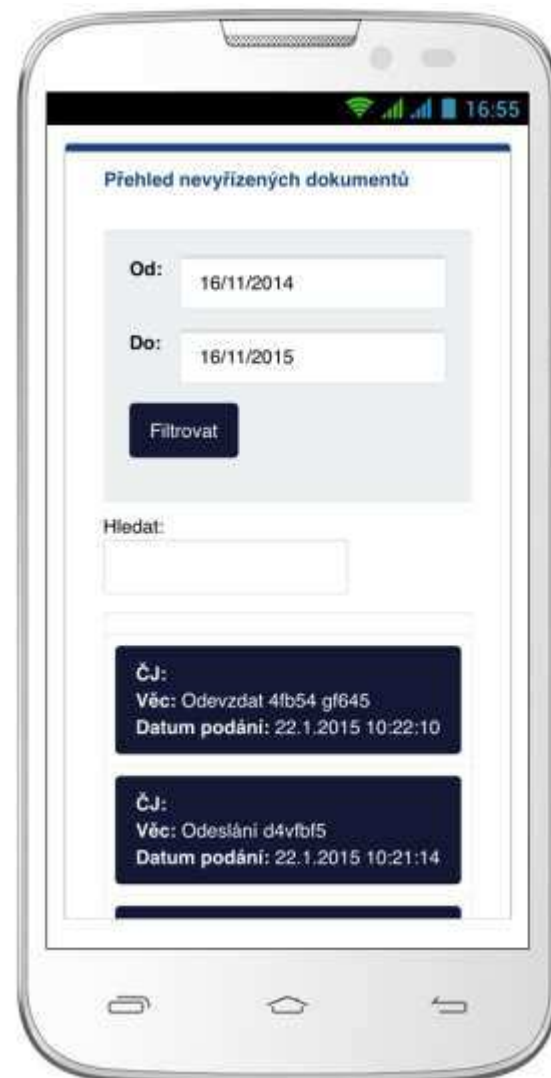 16:55
Přehled nevyřízených dokumentů
Od: 16/11/2014
Do: 16/11/2015
Filtrovat
Hledat:
ČJ:
Věc: Odevzdat 4fb54 gf645
Datum podání: 22.1.2015 10:22:10
ČJ:
Věc: Odeslání d4vfbf5
Datum podání: 22.1.2015 10:21:14